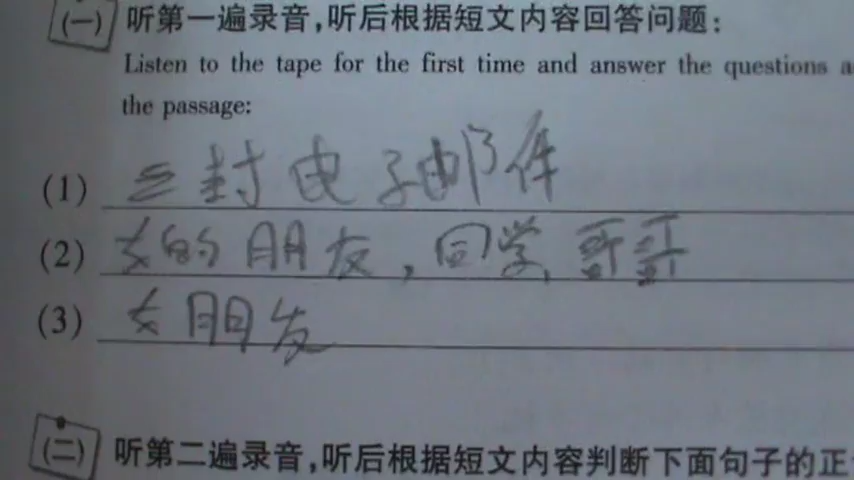 (一) 听第一遍录音,听后根据短文内容回答问题:
Listen to the tape for the first time and answer the questions a
the passage:
(1) 三封电子邮件
(2) 女的朋友,同学,哥哥
(3) 女朋友
(二) 听第二遍录音,听后根据短文内容判断下面句子的正